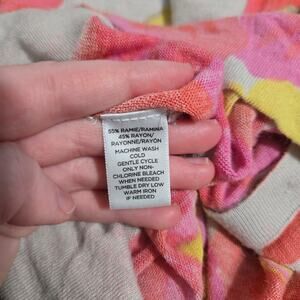 55% RAMIE/RAMINA
45% RAYON/
RAYONNE/RAYÓN
MACHINE WASH
COLD
GENTLE CYCLE
ONLY NON-
CHLORINE BLEACH
WHEN NEEDED
TUMBLE DRY LOW
WARM IRON
IF NEEDED